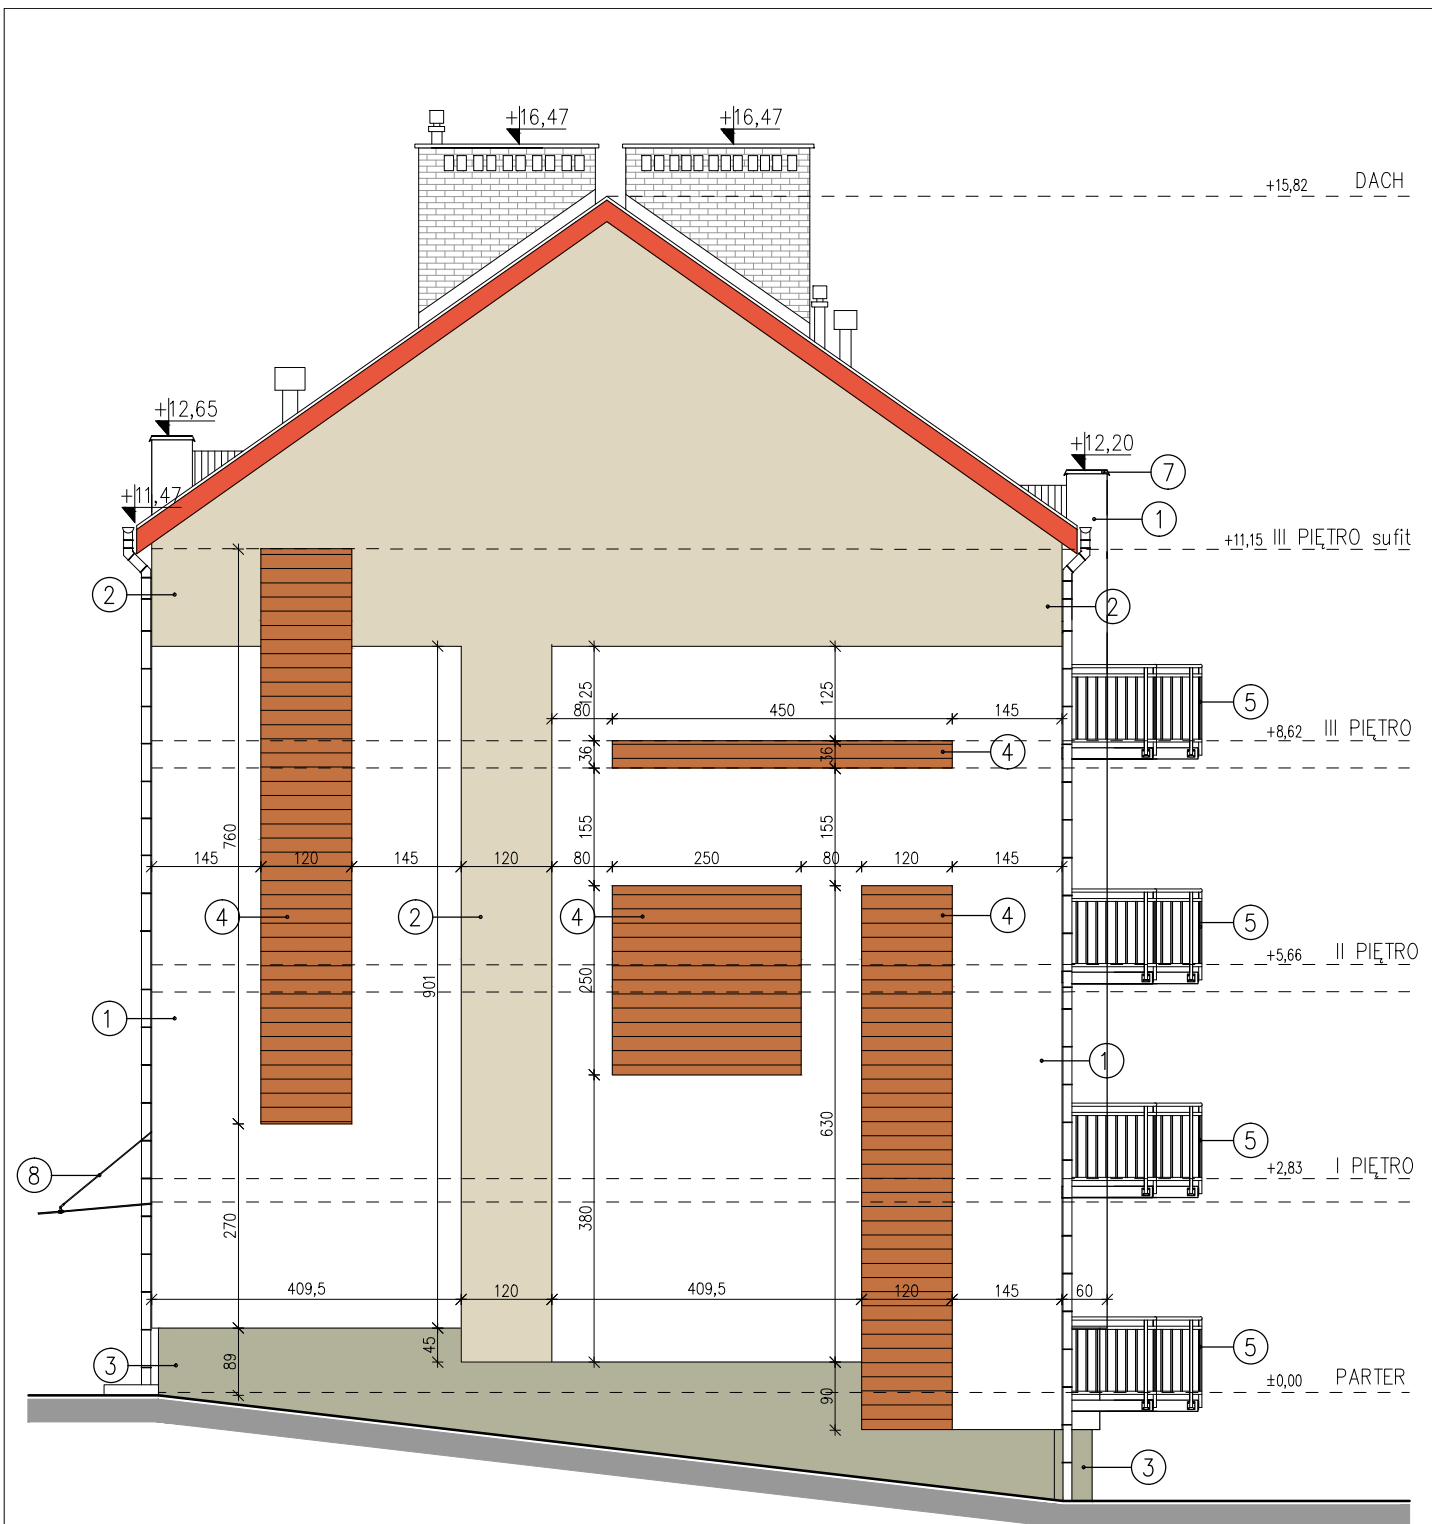 +16,47 +16,47
+15,82 DACH
+12,65
+12,20
7
+11,47
1
+11,15 III PIĘTRO sufit
2 2
125 125
80 450 145
5
+8,62 III PIĘTRO
36 36 4
760 155 155
145 120 145 120 80 250 80 120 145
4 2 4 4 5
+5,66 II PIĘTRO
901 250
1
1
630 5
+2,83 I PIĘTRO
8
270 380
409,5 120 409,5 120 145 60
45
5
3 89
±0,00 PARTER
90
3